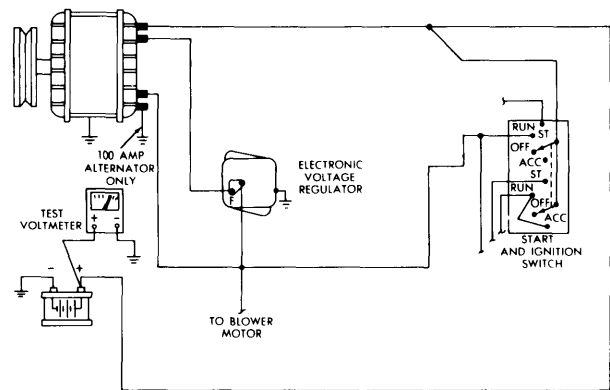 100 AMP
ALTERNATOR
ONLY
TEST
VOLTMETER
+ -
- +
F
ELECTRONIC
VOLTAGE
REGULATOR
TO BLOWER
MOTOR
RUN
ST
OFF
ACC
ST
RUN
OFF
ACC
START
AND IGNITION
SWITCH